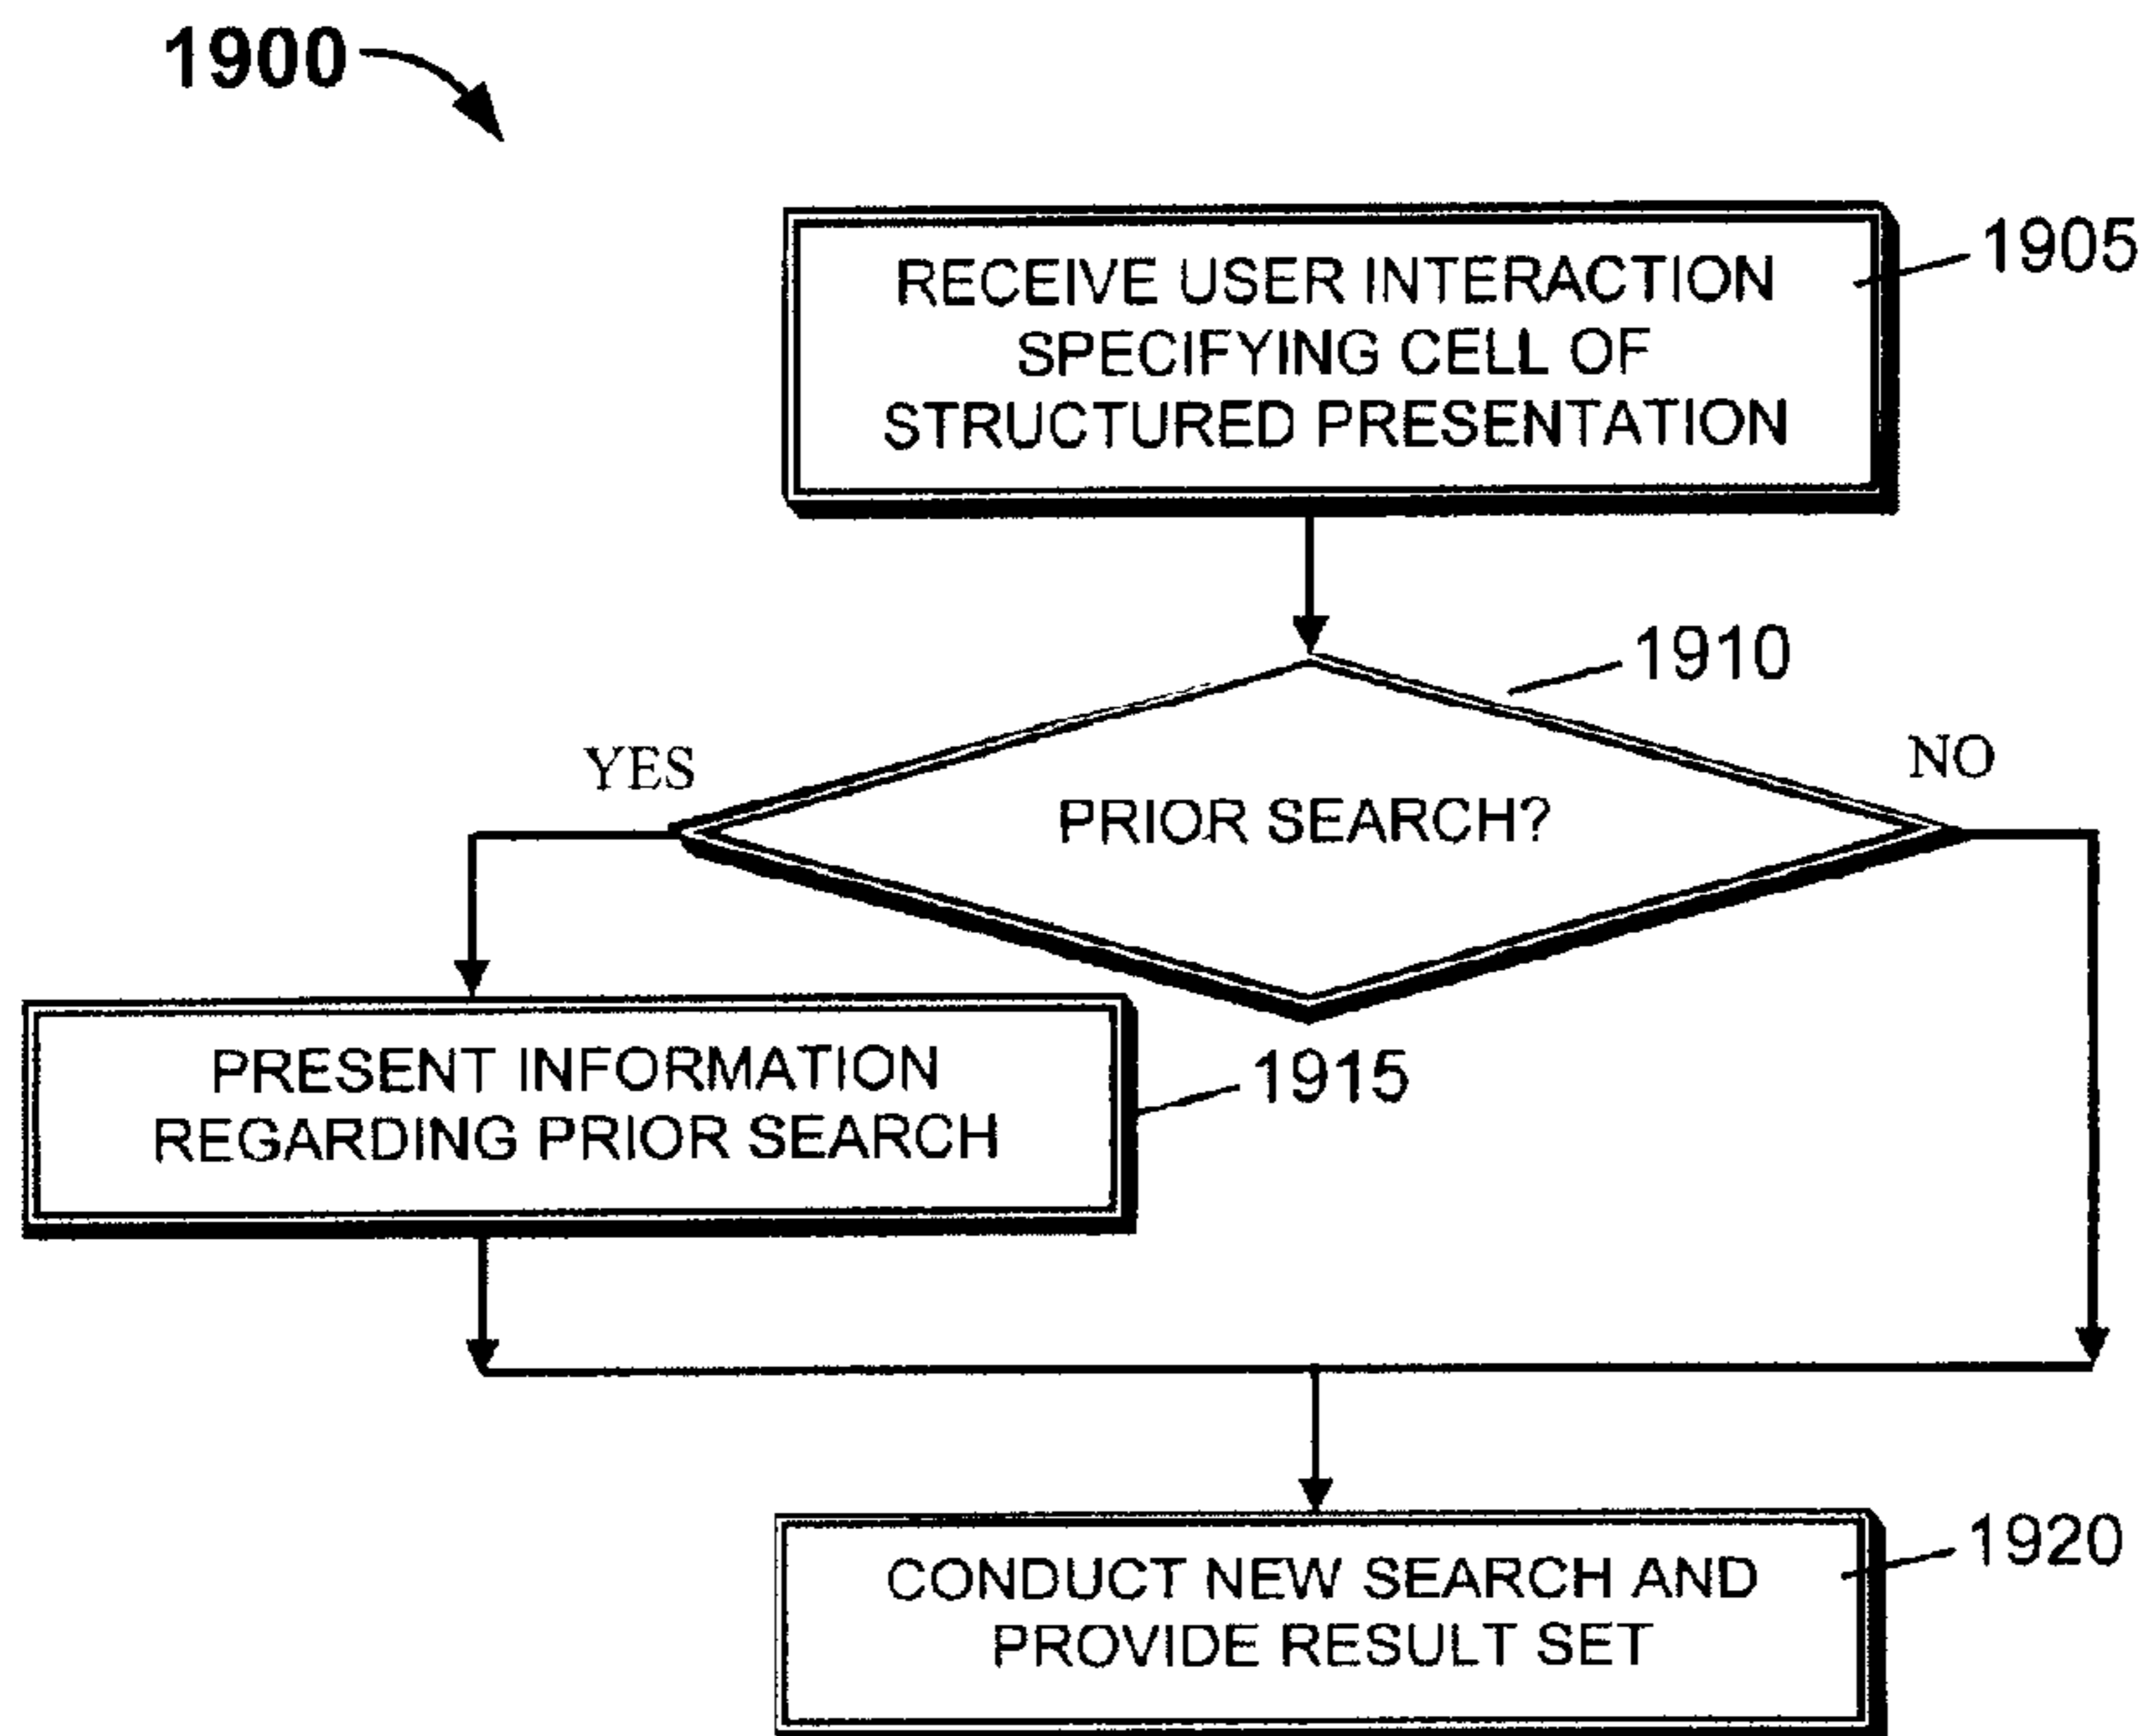 1900
RECEIVE USER INTERACTION
SPECIFYING CELL OF
STRUCTURED PRESENTATION
1905
1910
YES
PRIOR SEARCH?
NO
PRESENT INFORMATION
REGARDING PRIOR SEARCH
1915
CONDUCT NEW SEARCH AND
PROVIDE RESULT SET
1920